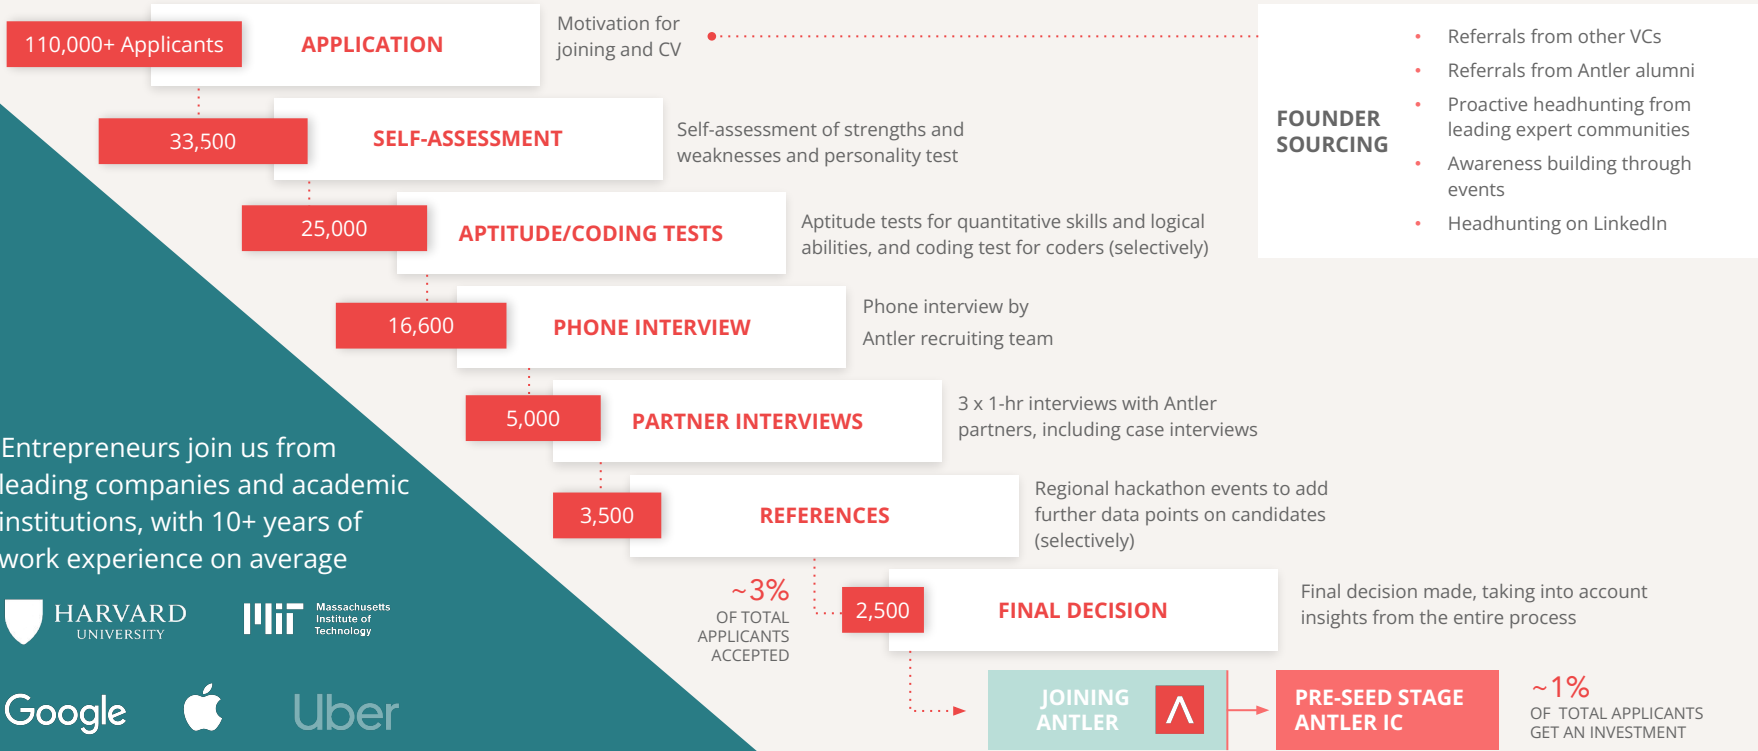 110,000+ Applicants
APPLICATION
Motivation for
joining and CV
33,500
SELF-ASSESSMENT
Self-assessment of strengths and
weaknesses and personality test
25,000
APTITUDE/CODING TESTS
Aptitude tests for quantitative skills and logical
abilities, and coding test for coders (selectively)
16,600
PHONE INTERVIEW
Phone interview by
Antler recruiting team
5,000
PARTNER INTERVIEWS
3 x 1-hr interviews with Antler
partners, including case interviews
3,500
REFERENCES
Regional hackathon events to add
further data points on candidates
(selectively)
~3%
OF TOTAL
APPLICANTS
ACCEPTED
2,500
FINAL DECISION
Final decision made, taking into account
insights from the entire process
JOINING
ANTLER
PRE-SEED STAGE
ANTLER IC
~1%
OF TOTAL APPLICANTS
GET AN INVESTMENT
FOUNDER
SOURCING
• Referrals from other VCs
• Referrals from Antler alumni
• Proactive headhunting from
leading expert communities
• Awareness building through
events
• Headhunting on LinkedIn
Entrepreneurs join us from
leading companies and academic
institutions, with 10+ years of
work experience on average
HARVARD
UNIVERSITY
Massachusetts
Institute of
Technology
Google
Uber